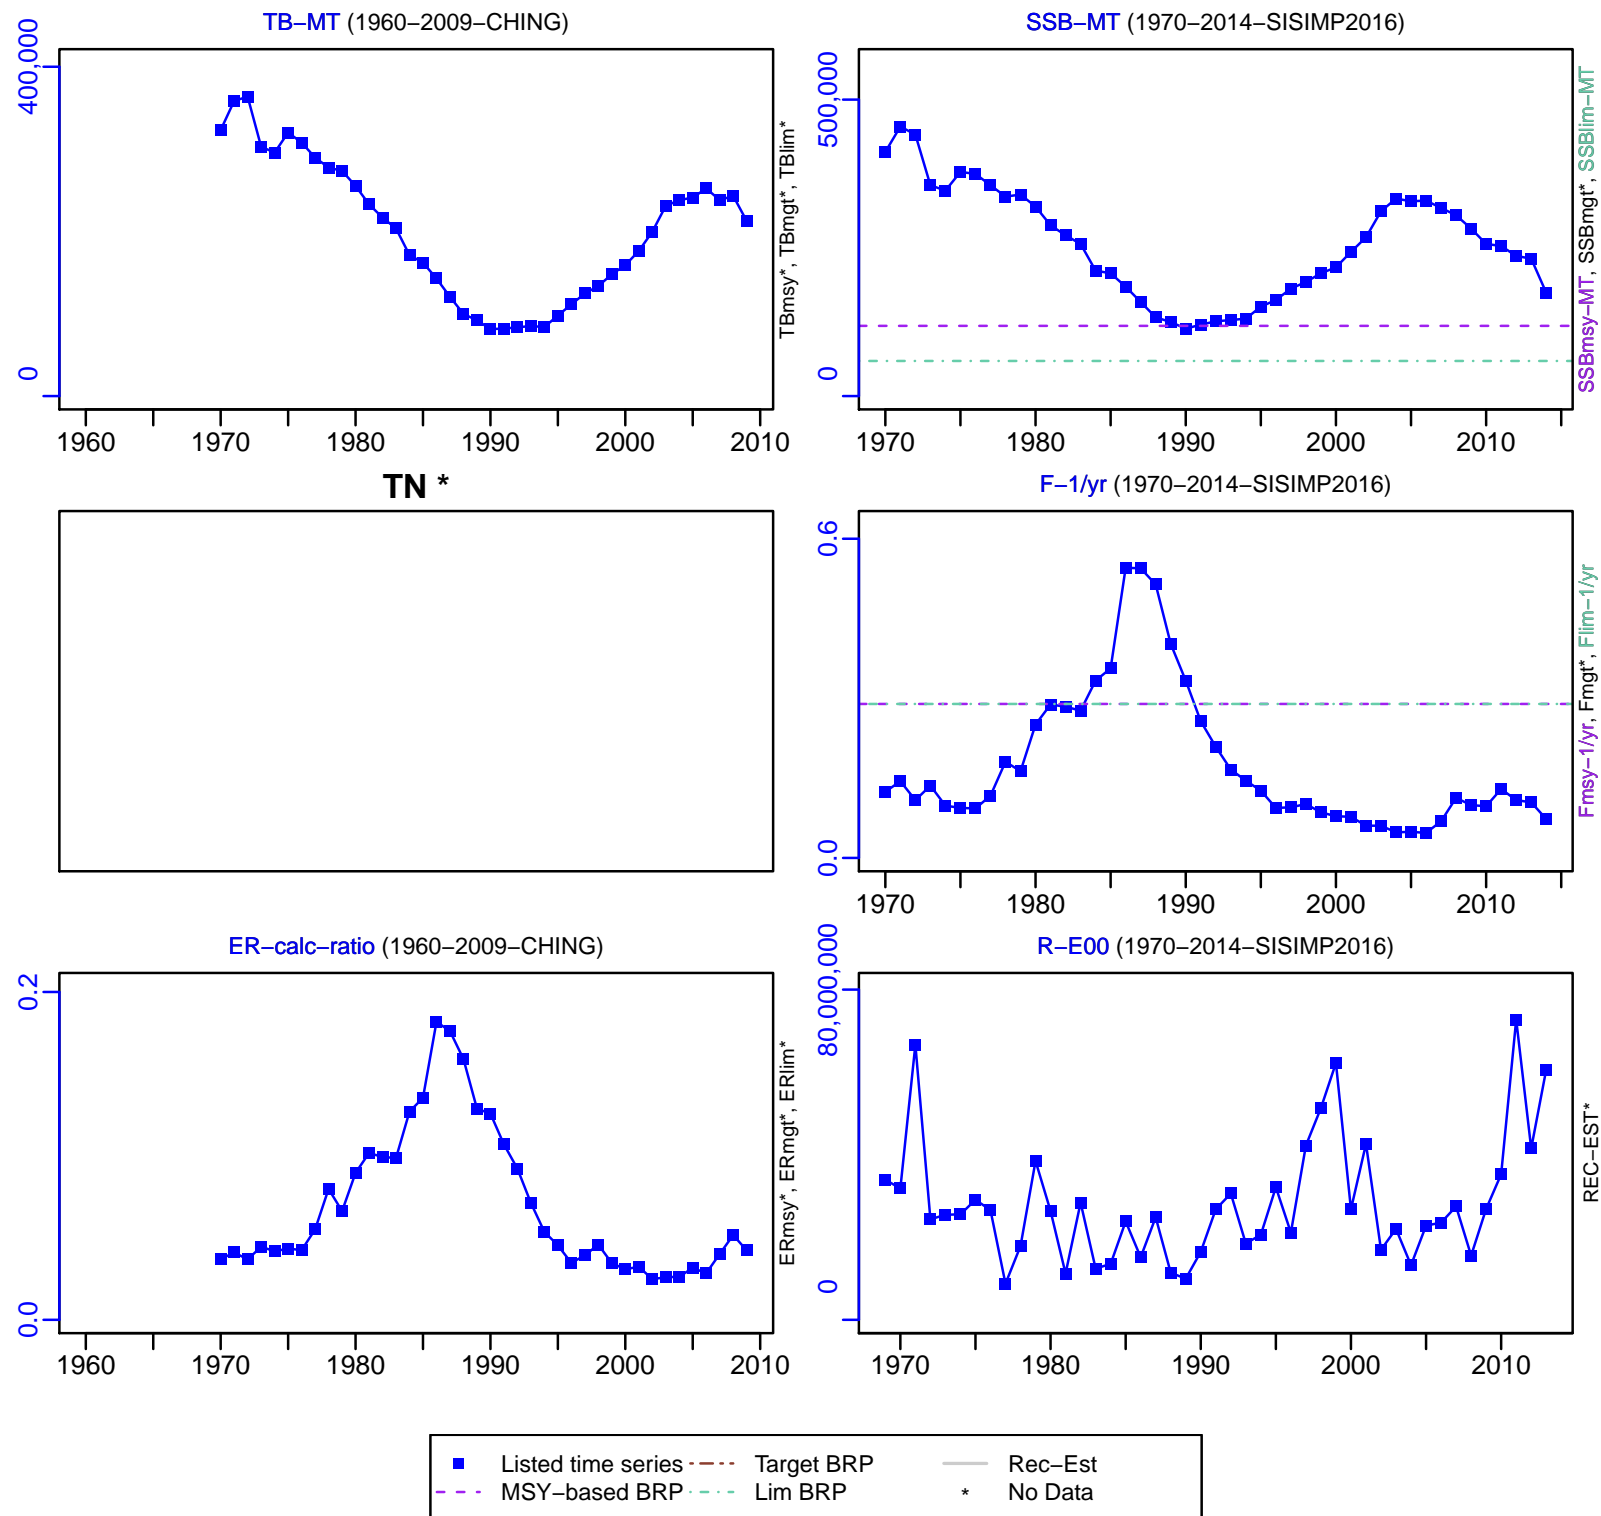 TB−MT (1960−2009−CHING)
400,000
0
1960 1970 1980 1990 2000 2010
TBmsy*, TBmgt*, TBlim*
SSB−MT (1970−2014−SISIMP2016)
500,000
0
1970 1980 1990 2000 2010
SSBmsy−MT, SSBmgt*, SSBlim−MT
TN *
F−1/yr (1970−2014−SISIMP2016)
0.6
0.0
1970 1980 1990 2000 2010
Fmsy−1/yr, Fmgt*, Flim−1/yr
ER−calc−ratio (1960−2009−CHING)
0.2
0.0
1960 1970 1980 1990 2000 2010
ERmsy*, ERmgt*, ERlim*
R−E00 (1970−2014−SISIMP2016)
80,000,000
0
1970 1980 1990 2000 2010
REC−EST*
Listed time series Target BRP Rec−Est
MSY−based BRP Lim BRP * No Data